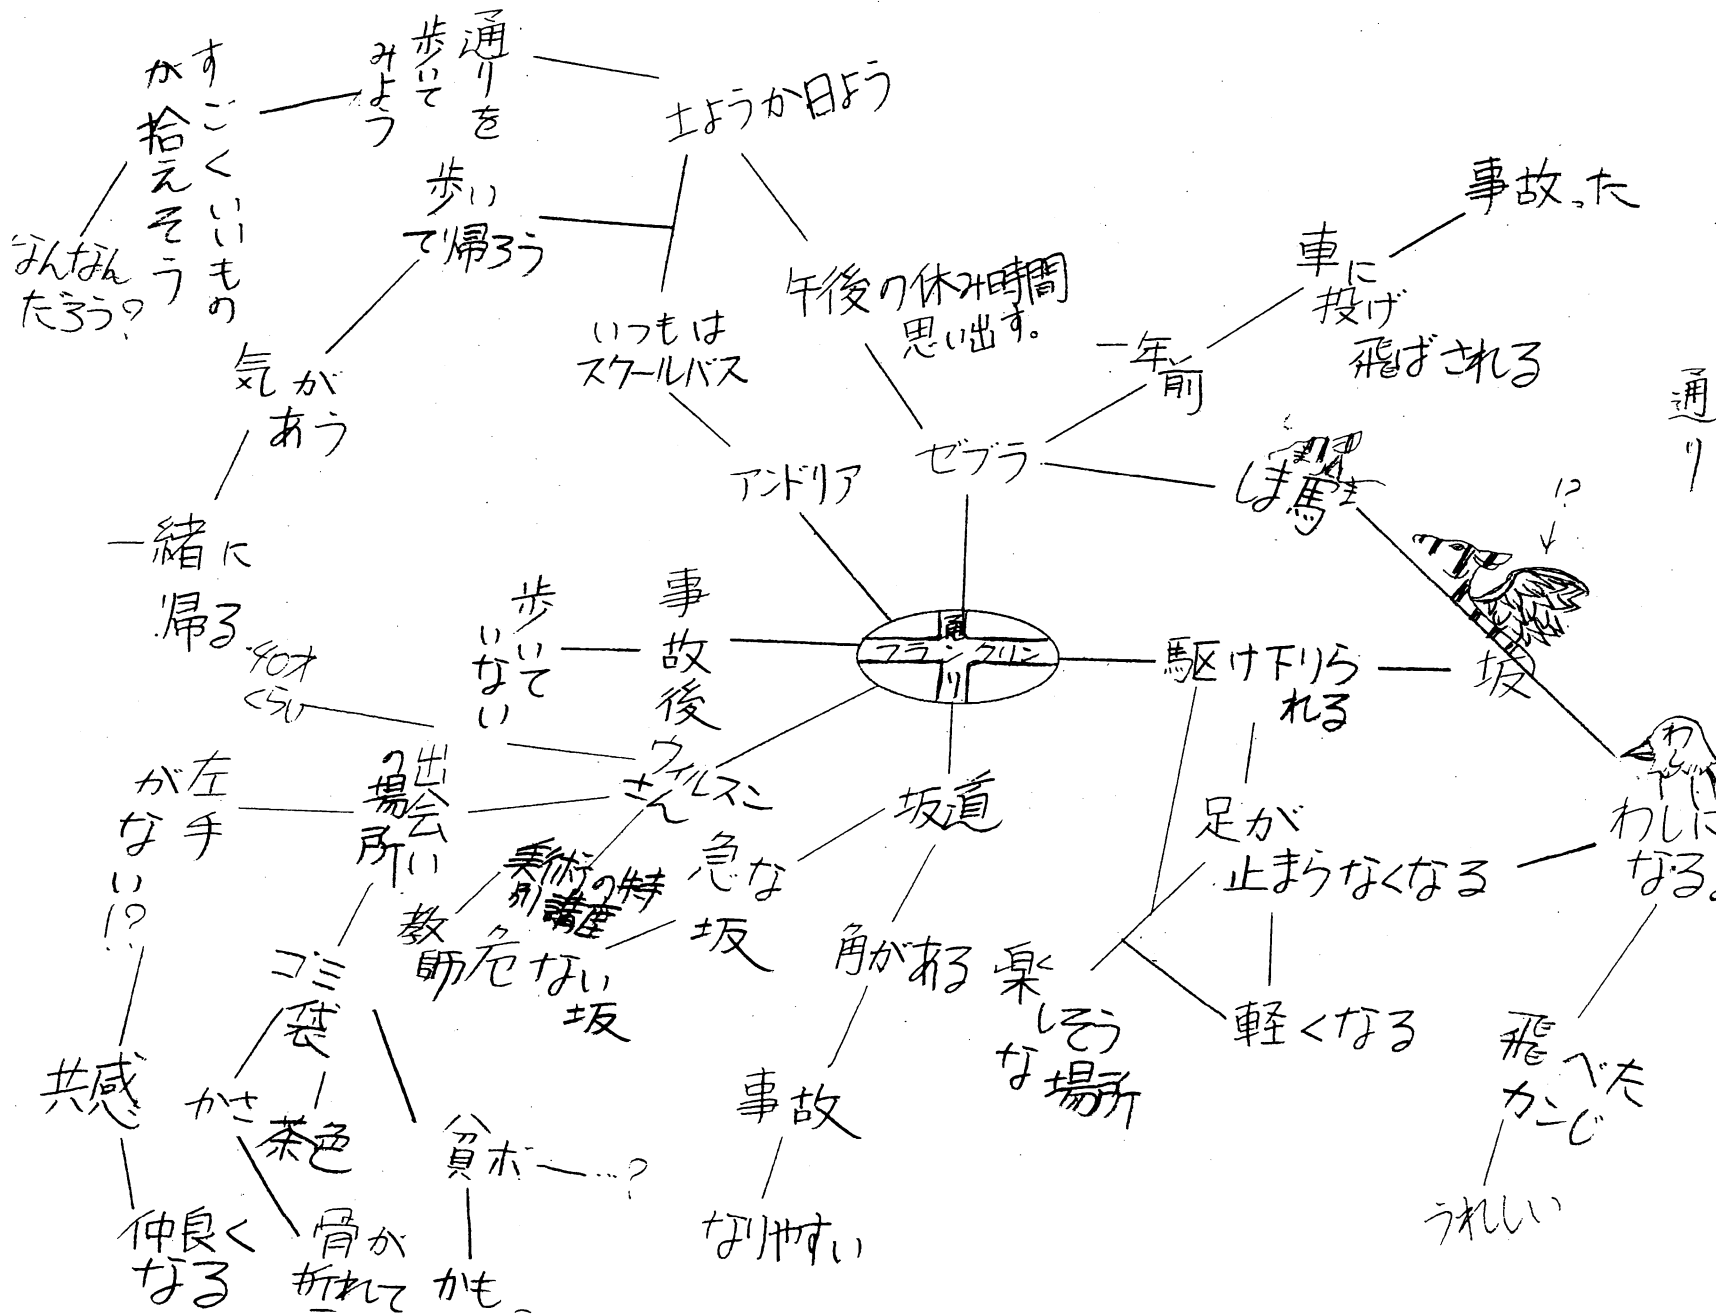 通りを
歩いて
みよう
すごくいいもの
が拾えそう
なんなん
だろう?
土ようか日よう
歩い
て帰ろう
気が
あう
一緒に
帰る
いつもは
スクールバス
アンドリア
午後の休み時間
思い出す。
ゼブラ
一年
前
車に
投げ
飛ばされる
事故った
しま馬
!?
通り
坂
わし
わしに
なる。
飛べた
カンじ
うれしい
フランクリン
通り
駆け下りら
れる
足が
止まらなくなる
軽くなる
楽
しそう
な場所
坂道
急な
坂
危ない
坂
角がある
事故
なりやすい
事故後
歩いて
いない
ウィルスン
さん
40才
くらい
出会い
の場所
美術の特
別講座
教師
左手
がない!?
共感
仲良く
なる
ゴミ
袋
かさ
茶色
骨が
折れて
貧ボー…?
かも